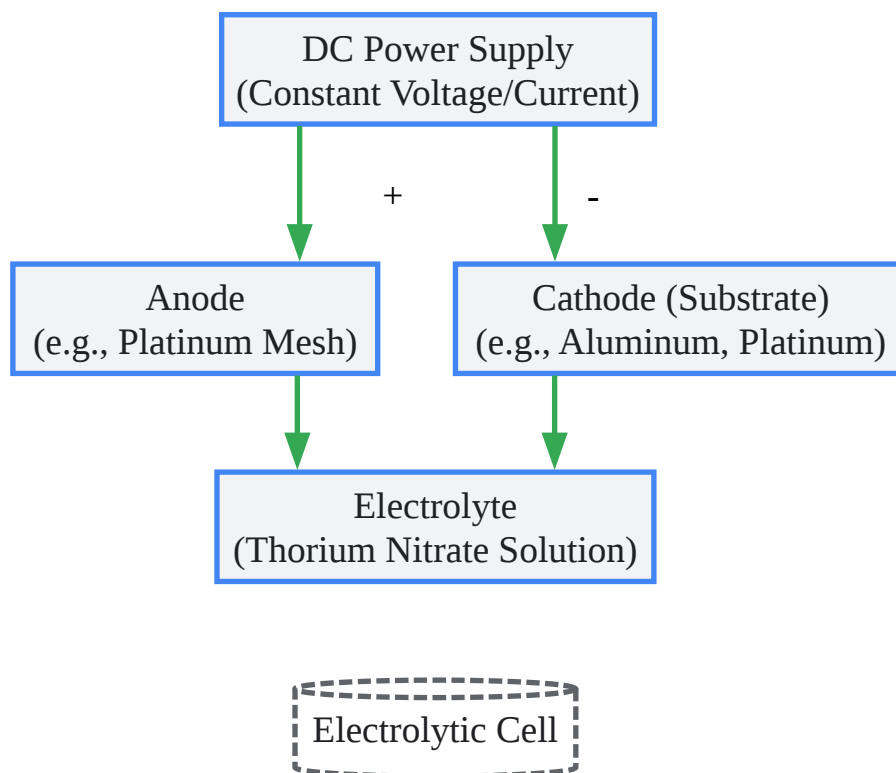 DC Power Supply
(Constant Voltage/Current)
+
-
Anode
(e.g., Platinum Mesh)
Cathode (Substrate)
(e.g., Aluminum, Platinum)
Electrolyte
(Thorium Nitrate Solution)
Electrolytic Cell